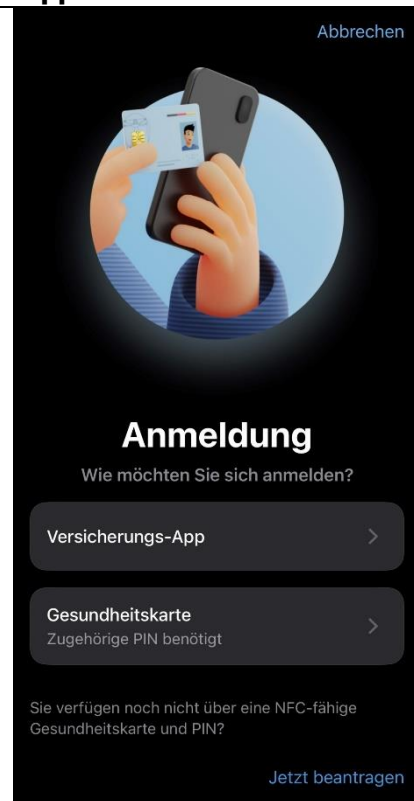 Abbrechen
Anmeldung
Wie möchten Sie sich anmelden?
Versicherungs-App
Gesundheitskarte
Zugehörige PIN benötigt
Sie verfügen noch nicht über eine NFC-fähige
Gesundheitskarte und PIN?
Jetzt beantragen